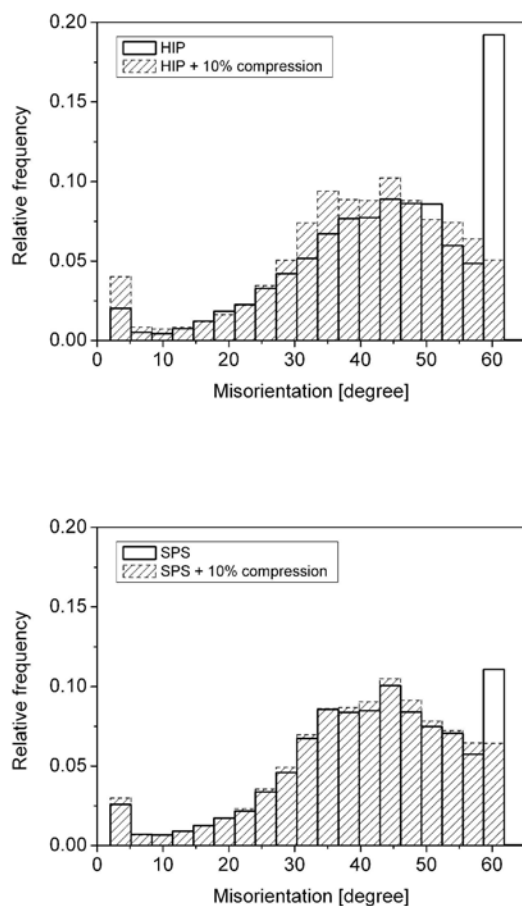 0.20
HIP
HIP + 10% compression
0.15
Relative frequency
0.10
0.05
0.00
0 10 20 30 40 50 60
Misorientation [degree]
0.20
SPS
SPS + 10% compression
0.15
Relative frequency
0.10
0.05
0.00
0 10 20 30 40 50 60
Misorientation [degree]